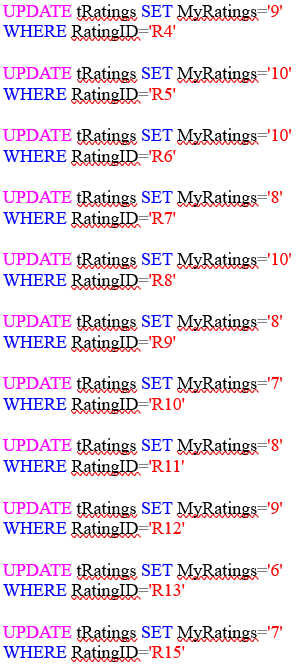 UPDATE tRatings SET MyRatings='9'
WHERE RatingID='R4'
UPDATE tRatings SET MyRatings='10'
WHERE RatingID='R5'
UPDATE tRatings SET MyRatings='10'
WHERE RatingID='R6'
UPDATE tRatings SET MyRatings='8'
WHERE RatingID='R7'
UPDATE tRatings SET MyRatings='10'
WHERE RatingID='R8'
UPDATE tRatings SET MyRatings='8'
WHERE RatingID='R9'
UPDATE tRatings SET MyRatings='7'
WHERE RatingID='R10'
UPDATE tRatings SET MyRatings='8'
WHERE RatingID='R11'
UPDATE tRatings SET MyRatings='9'
WHERE RatingID='R12'
UPDATE tRatings SET MyRatings='6'
WHERE RatingID='R13'
UPDATE tRatings SET MyRatings='7'
WHERE RatingID='R15'